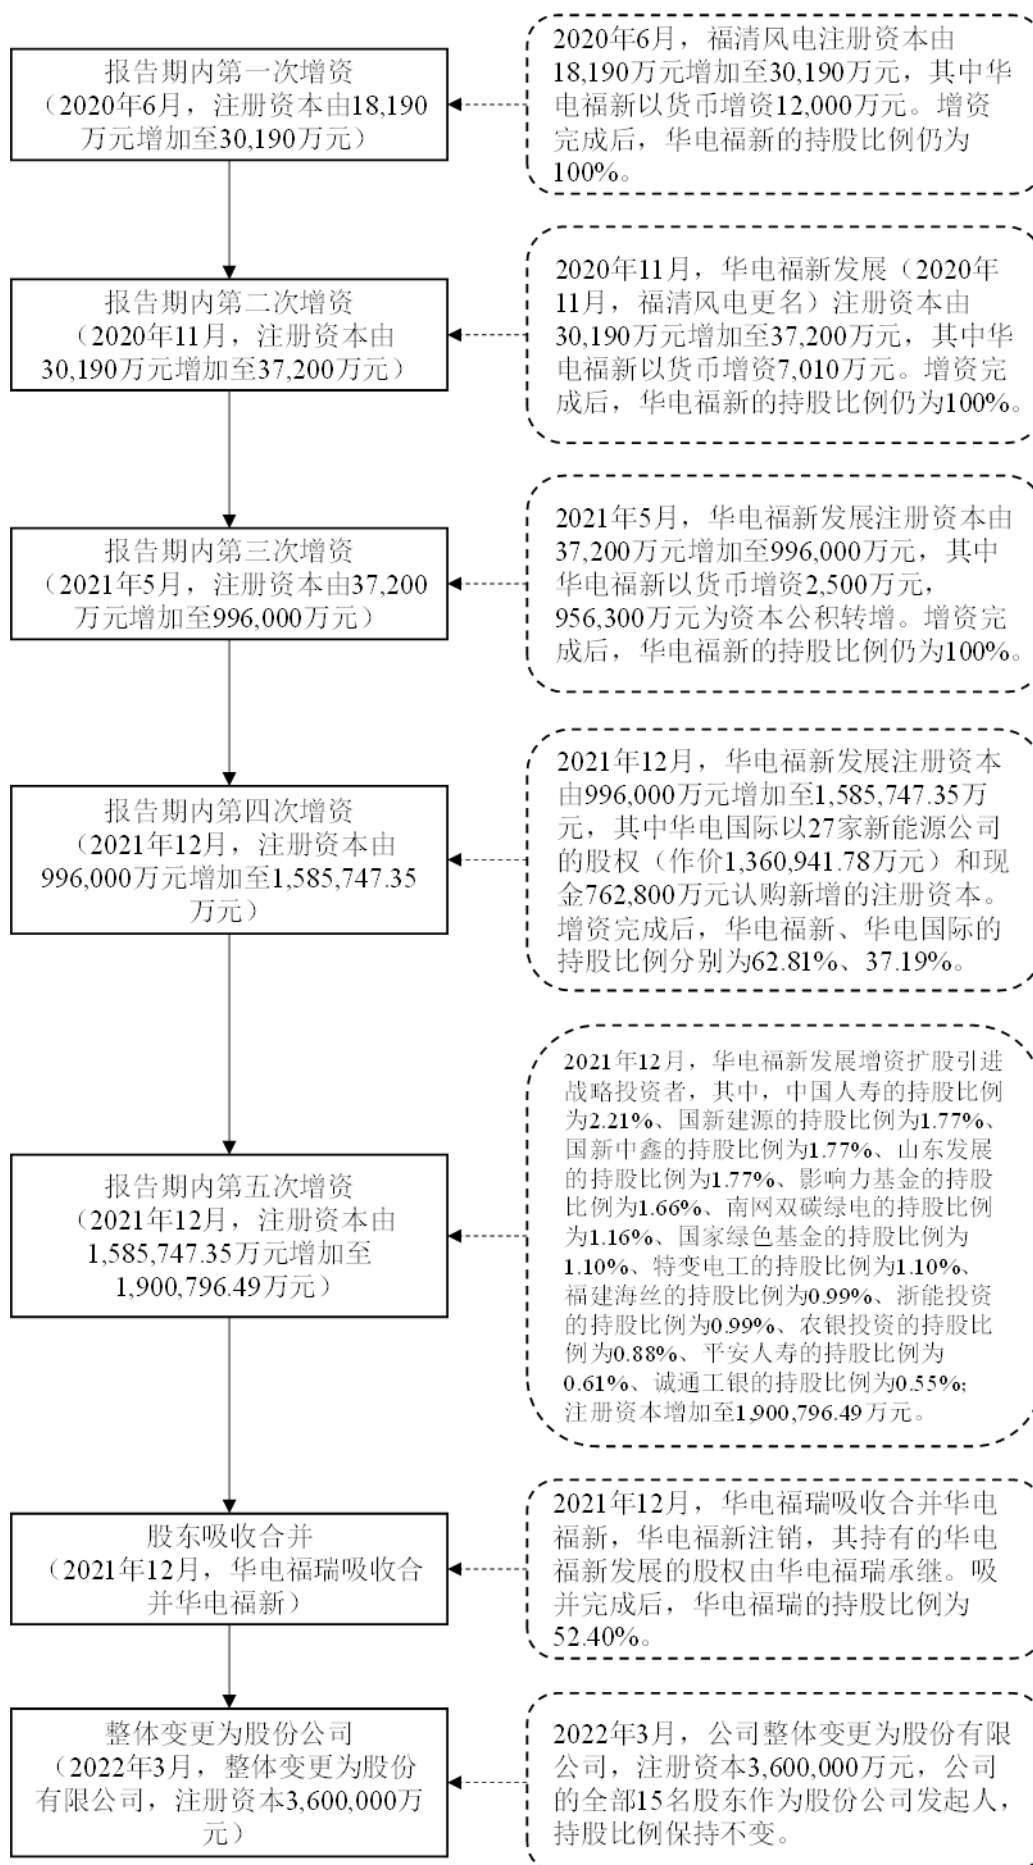 报告期内第一次增资
（2020年6月，注册资本由18,190
万元增加至30,190万元）
2020年6月，福清风电注册资本由
18,190万元增加至30,190万元，其中华
电福新以货币增资12,000万元。增资
完成后，华电福新的持股比例仍为
100%。
报告期内第二次增资
（2020年11月，注册资本由
30,190万元增加至37,200万元）
2020年11月，华电福新发展（2020年
11月，福清风电更名）注册资本由
30,190万元增加至37,200万元，其中华
电福新以货币增资7,010万元。增资完
成后，华电福新的持股比例仍为100%。
报告期内第三次增资
（2021年5月，注册资本由37,200
万元增加至996,000万元）
2021年5月，华电福新发展注册资本由
37,200万元增加至996,000万元，其中
华电福新以货币增资2,500万元，
956,300万元为资本公积转增。增资完
成后，华电福新的持股比例仍为100%。
报告期内第四次增资
（2021年12月，注册资本由
996,000万元增加至1,585,747.35
万元）
2021年12月，华电福新发展注册资本
由996,000万元增加至1,585,747.35万
元，其中华电国际以27家新能源公司
的股权（作价1,360,941.78万元）和现
金762,800万元认购新增的注册资本。
增资完成后，华电福新、华电国际的
持股比例分别为62.81%、37.19%。
报告期内第五次增资
（2021年12月，注册资本由
1,585,747.35万元增加至
1,900,796.49万元）
2021年12月，华电福新发展增资扩股引进
战略投资者，其中，中国人寿的持股比例
为2.21%、国新建源的持股比例为1.77%、
国新中鑫的持股比例为1.77%、山东发展
的持股比例为1.77%、影响力基金的持股
比例为1.66%、南网双碳绿电的持股比例
为1.16%、国家绿色基金的持股比例为
1.10%、特变电工的持股比例为1.10%、
福建海丝的持股比例为0.99%、浙能投资
的持股比例为0.99%、农银投资的持股比
例为0.88%、平安人寿的持股比例为
0.61%、诚通工银的持股比例为0.55%；
注册资本增加至1,900,796.49万元。
股东吸收合并
（2021年12月，华电福瑞吸收合
并华电福新）
2021年12月，华电福瑞吸收合并华电
福新，华电福新注销，其持有的华电
福新发展的股权由华电福瑞承继。吸
并完成后，华电福瑞的持股比例为
52.40%。
整体变更为股份公司
（2022年3月，整体变更为股份
有限公司，注册资本3,600,000万
元）
2022年3月，公司整体变更为股份有限
公司，注册资本3,600,000万元，公司
的全部15名股东作为股份公司发起人，
持股比例保持不变。